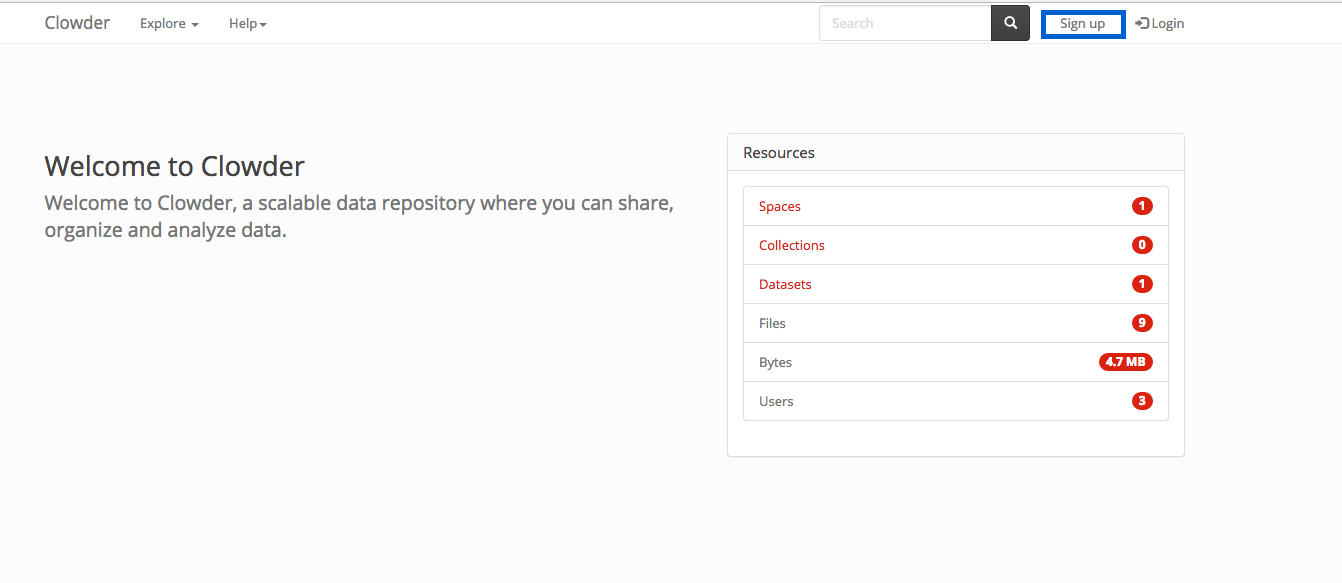 Clowder Explore Help Search Sign up Login
Welcome to Clowder
Welcome to Clowder, a scalable data repository where you can share,
organize and analyze data.
Resources
Spaces 1
Collections 0
Datasets 1
Files 9
Bytes 4.7 MB
Users 3